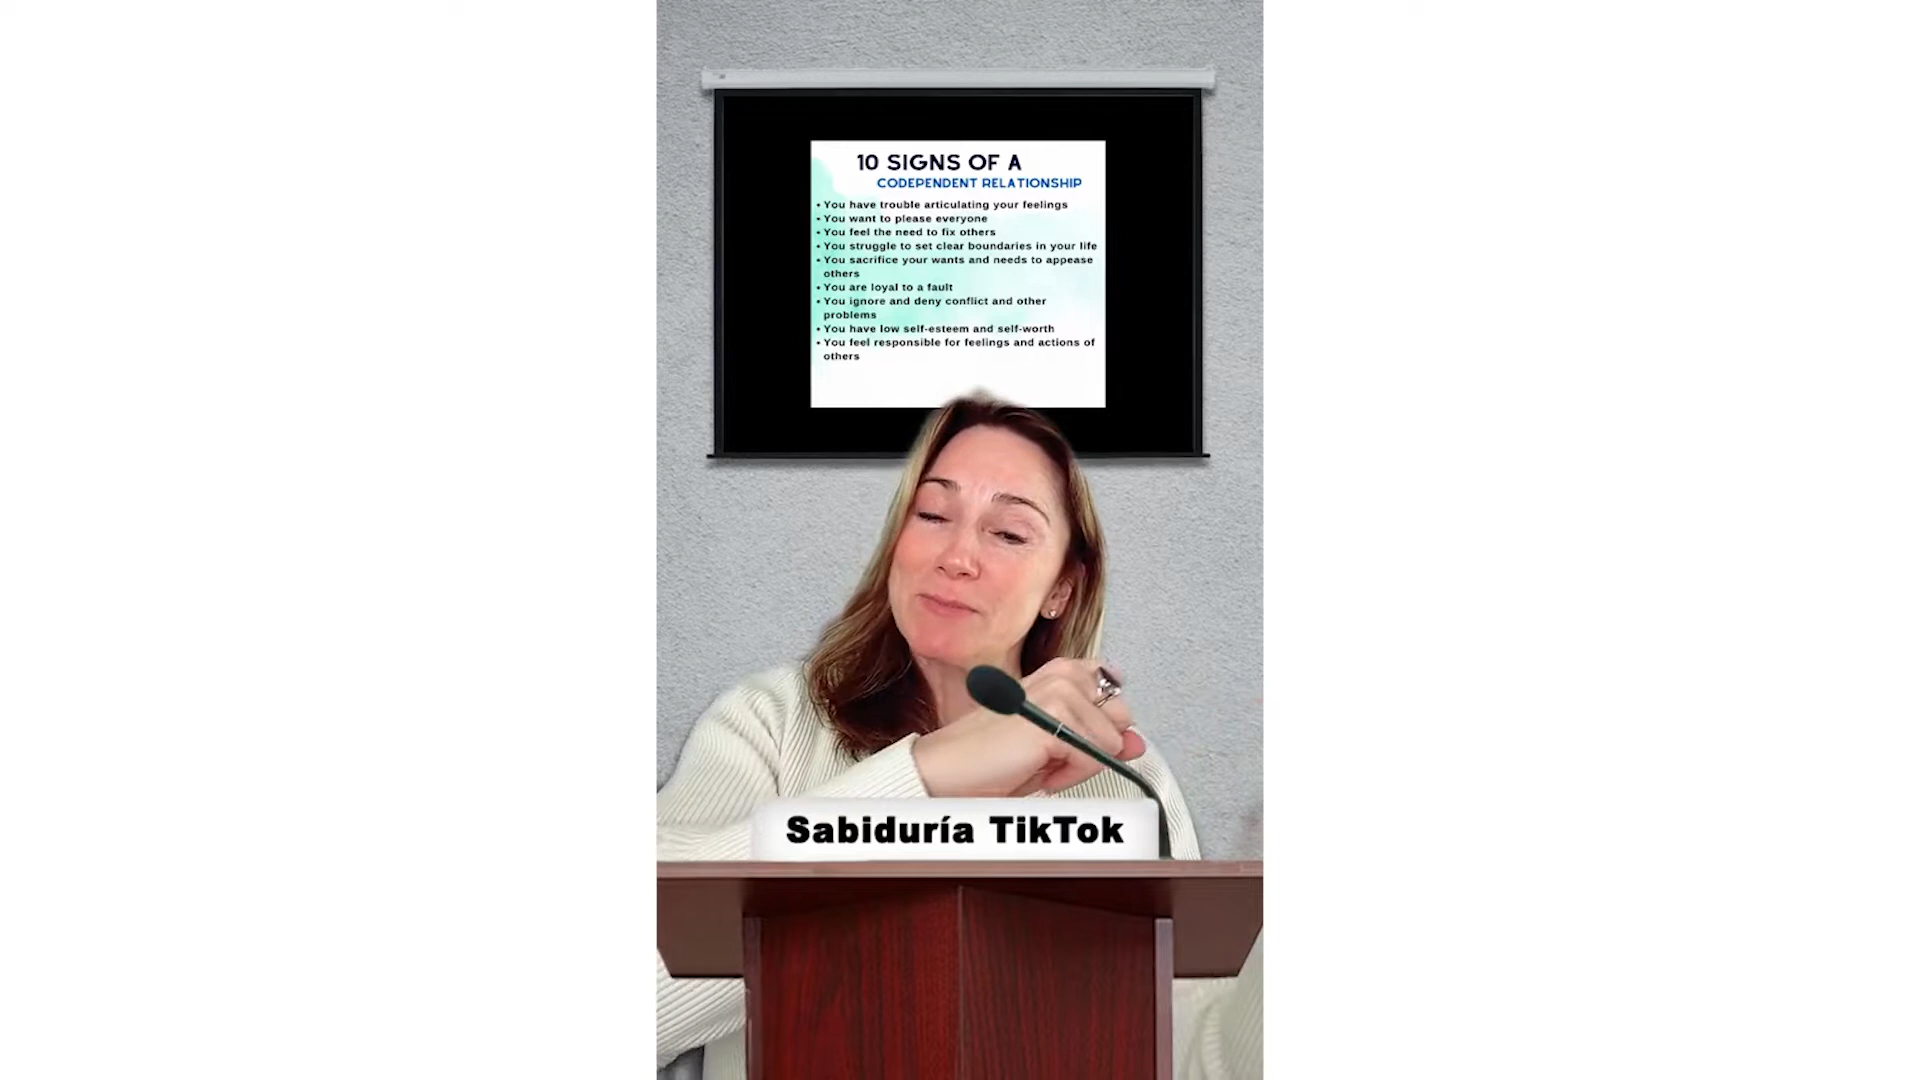 10 SIGNS OF A
CODEPENDENT RELATIONSHIP
• You have trouble articulating your feelings
• You want to please everyone
• You feel the need to fix others
• You struggle to set clear boundaries in your life
• You sacrifice your wants and needs to appease
others
• You are loyal to a fault
• You ignore and deny conflict and other
problems
• You have low self-esteem and self-worth
• You feel responsible for feelings and actions of
others
Sabiduría TikTok